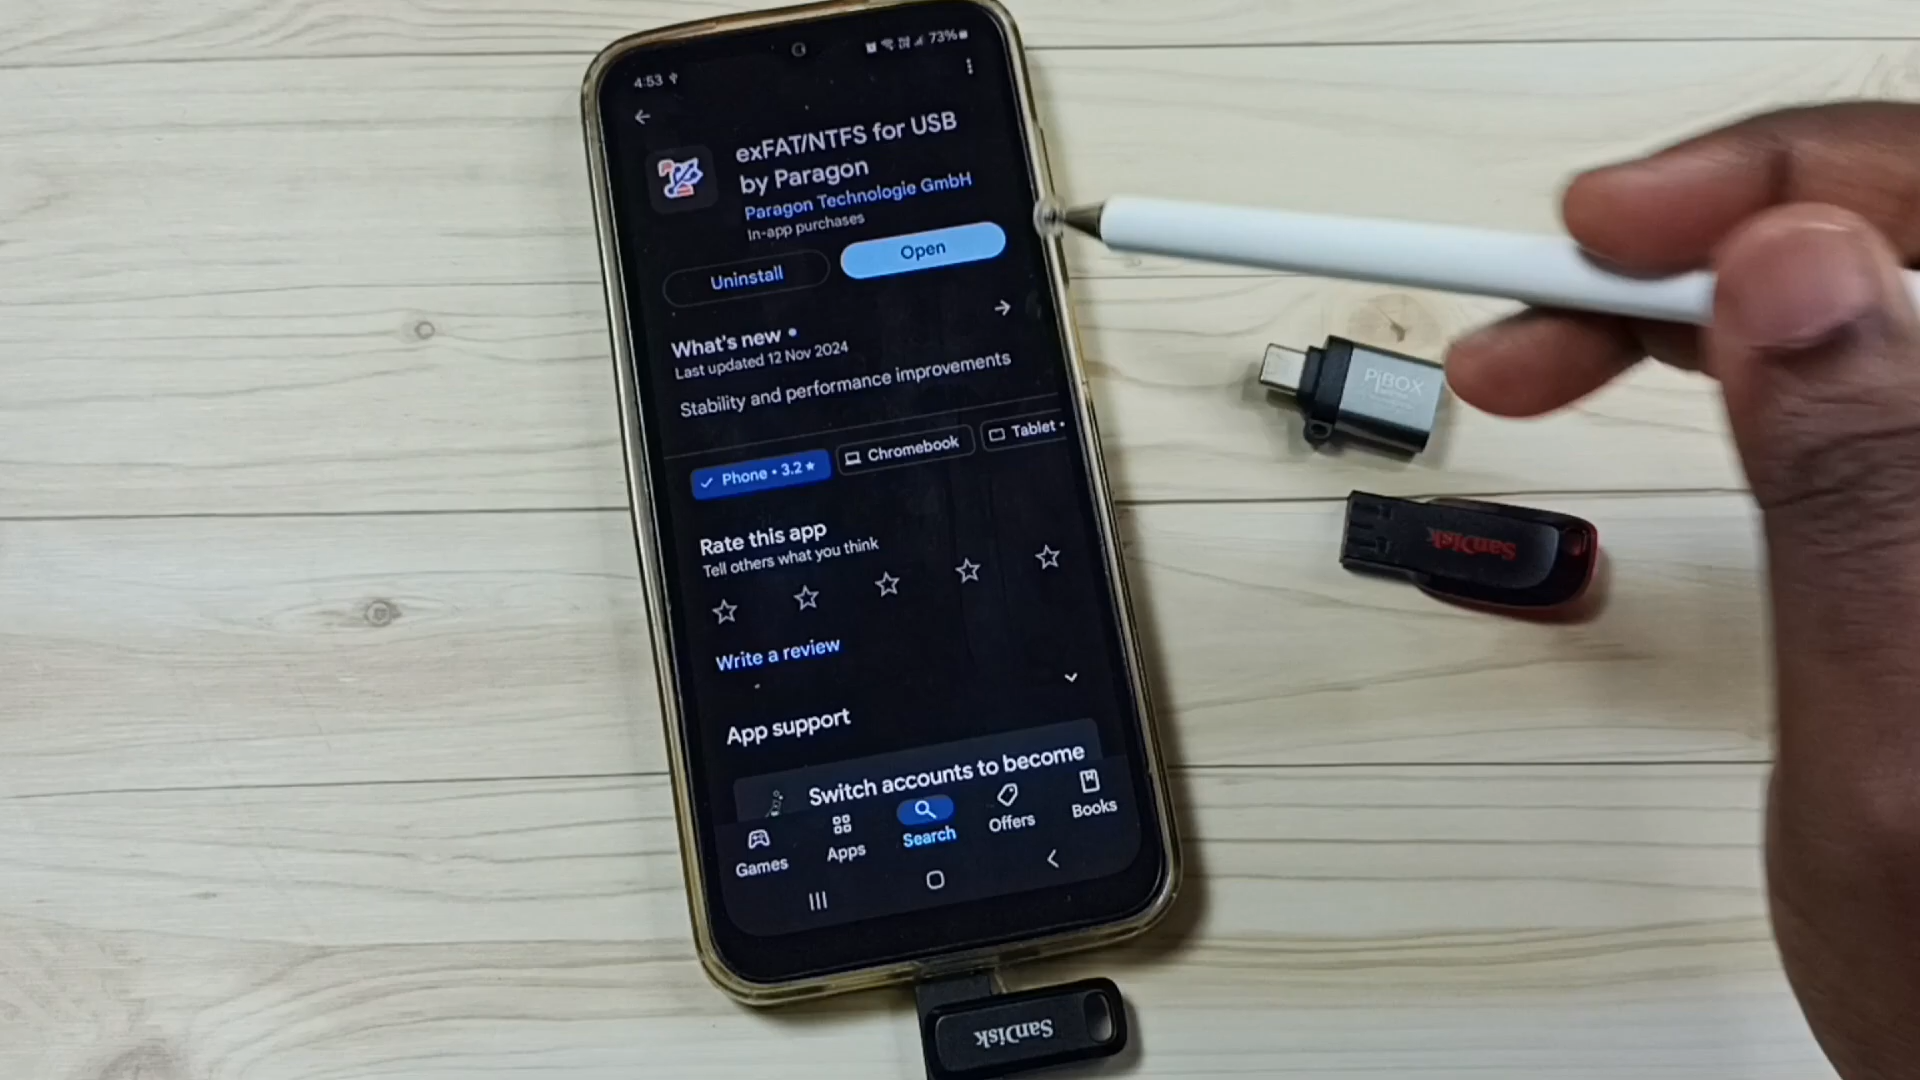 4:53
73%
exFAT/NTFS for USB
by Paragon
Paragon Technologie GmbH
In-app purchases
Uninstall
Open
What's new •
Last updated 12 Nov 2024
Stability and performance improvements
Phone • 3.2 ★
Chromebook
Tablet •
Rate this app
Tell others what you think
Write a review
App support
Switch accounts to become
Games
Apps
Search
Offers
Books
PiBOX
SanDisk
SanDisk